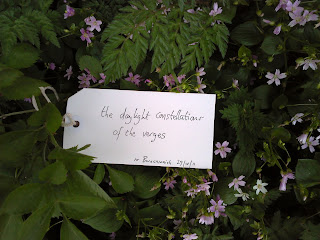 the daylight constellations
of the verges